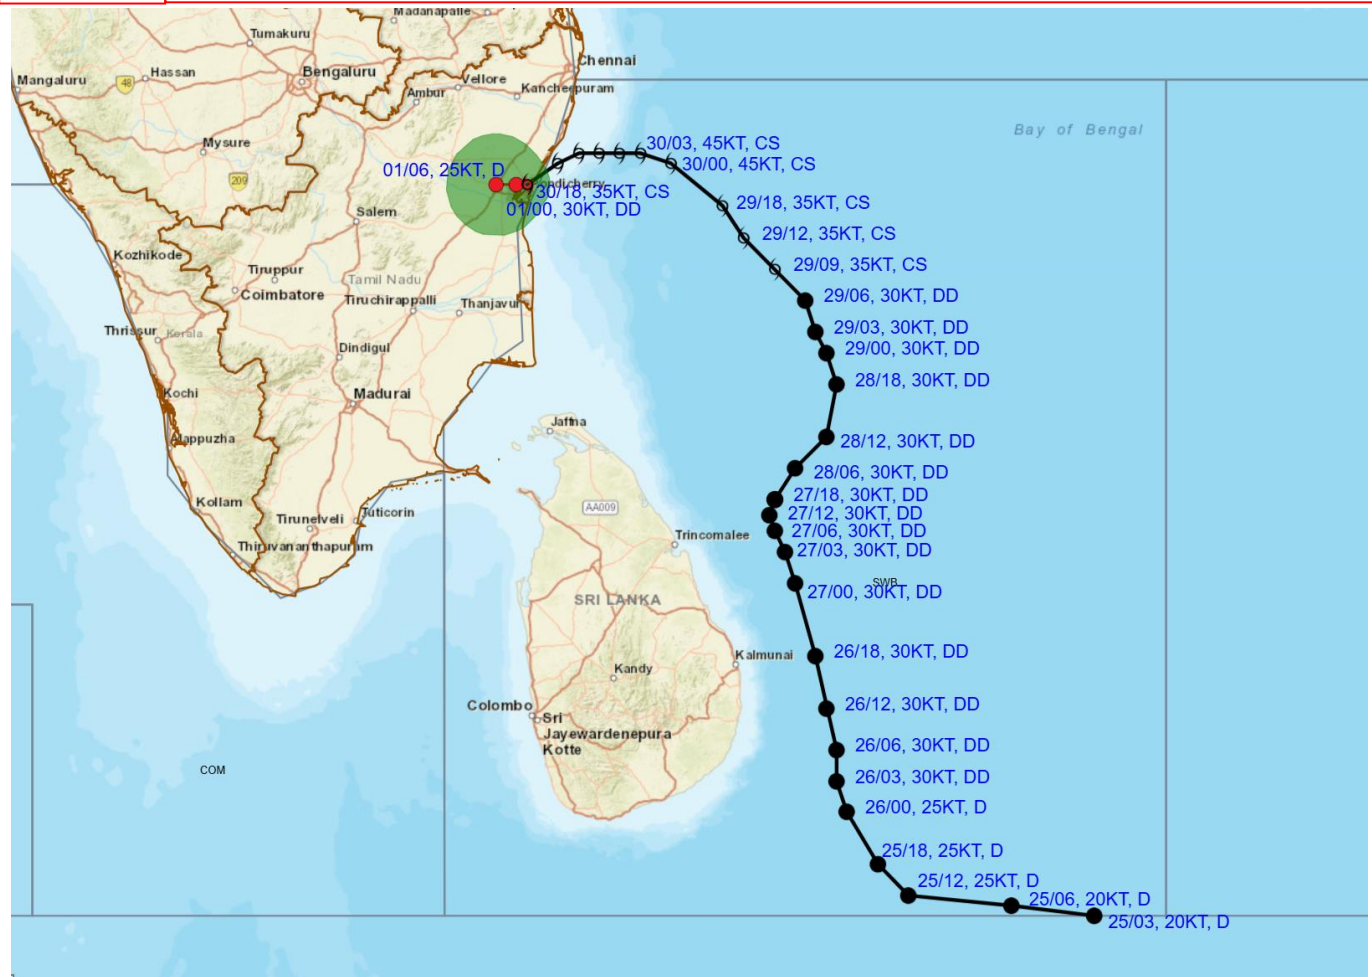 Madanapalle
Tumakuru
Chennai
Mangaluru
48
Hassan
Bengaluru
Vellore
Ambur
Kancheepuram
Bay of Bengal
Mysure
30/03, 45KT, CS
30/00, 45KT, CS
01/06, 25KT, D
209
30/18, 35KT, CS
01/00, 30KT, DD
29/18, 35KT, CS
Salem
29/12, 35KT, CS
Kozhikode
29/09, 35KT, CS
Tiruppur
Tamil Nadu
Coimbatore
Tiruchirappalli
Thanjavur
29/06, 30KT, DD
Thrissur
Kerala
29/03, 30KT, DD
Dindigul
29/00, 30KT, DD
28/18, 30KT, DD
Kochi
Madurai
Jaffna
Alappuzha
28/12, 30KT, DD
28/06, 30KT, DD
27/18, 30KT, DD
Kollam
AA009
27/12, 30KT, DD
Tirunelveli
Tuticorin
27/06, 30KT, DD
Trincomalee
Thiruvananthapuram
27/03, 30KT, DD
SWB
27/00, 30KT, DD
SRI LANKA
26/18, 30KT, DD
Kalmunai
Kandy
26/12, 30KT, DD
Colombo
Sri
Jayewardenepura
Kotte
26/06, 30KT, DD
COM
26/03, 30KT, DD
26/00, 25KT, D
25/18, 25KT, D
25/12, 25KT, D
25/06, 20KT, D
25/03, 20KT, D